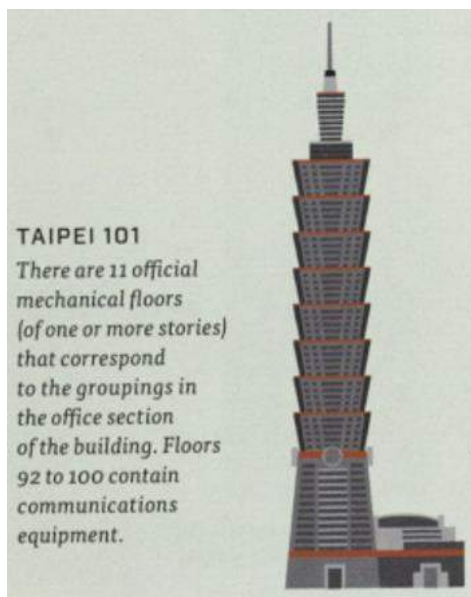 TAIPEI 101
There are 11 official
mechanical floors
(of one or more stories)
that correspond
to the groupings in
the office section
of the building. Floors
92 to 100 contain
communications
equipment.